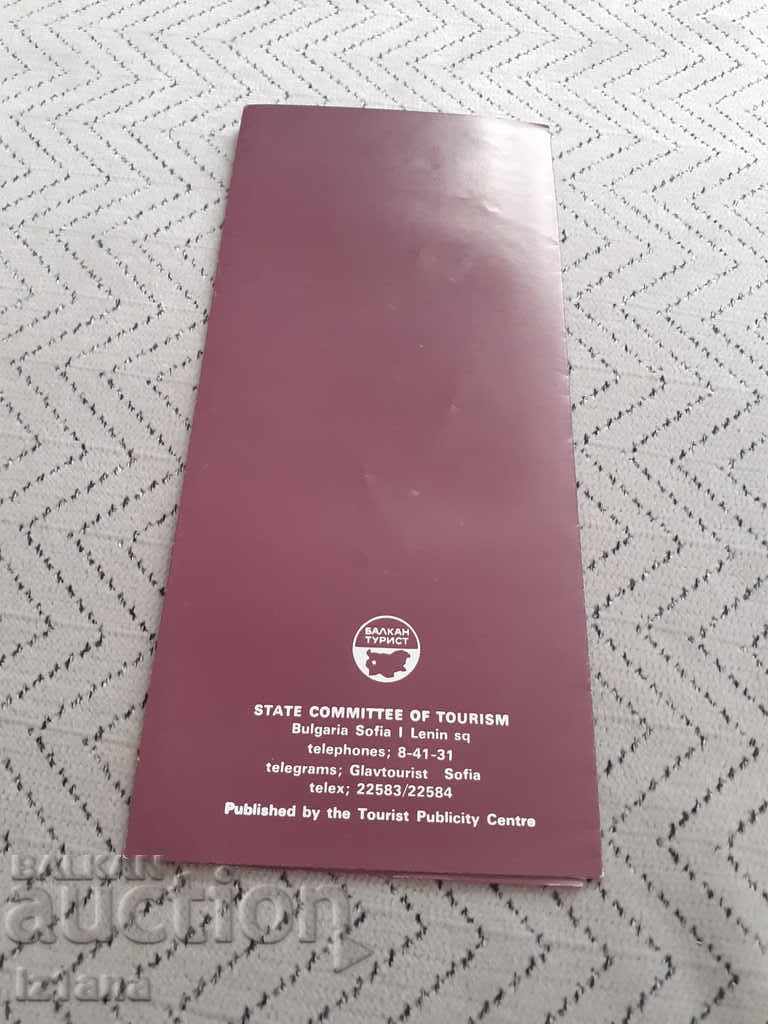 БАЛКАН
ТУРИСТ
STATE COMMITTEE OF TOURISM
Bulgaria Sofia I Lenin sq
telephones; 8-41-31
telegrams; Glavtourist Sofia
telex; 22583/22584
Published by the Tourist Publicity Centre
BALKAN
auction
iziana